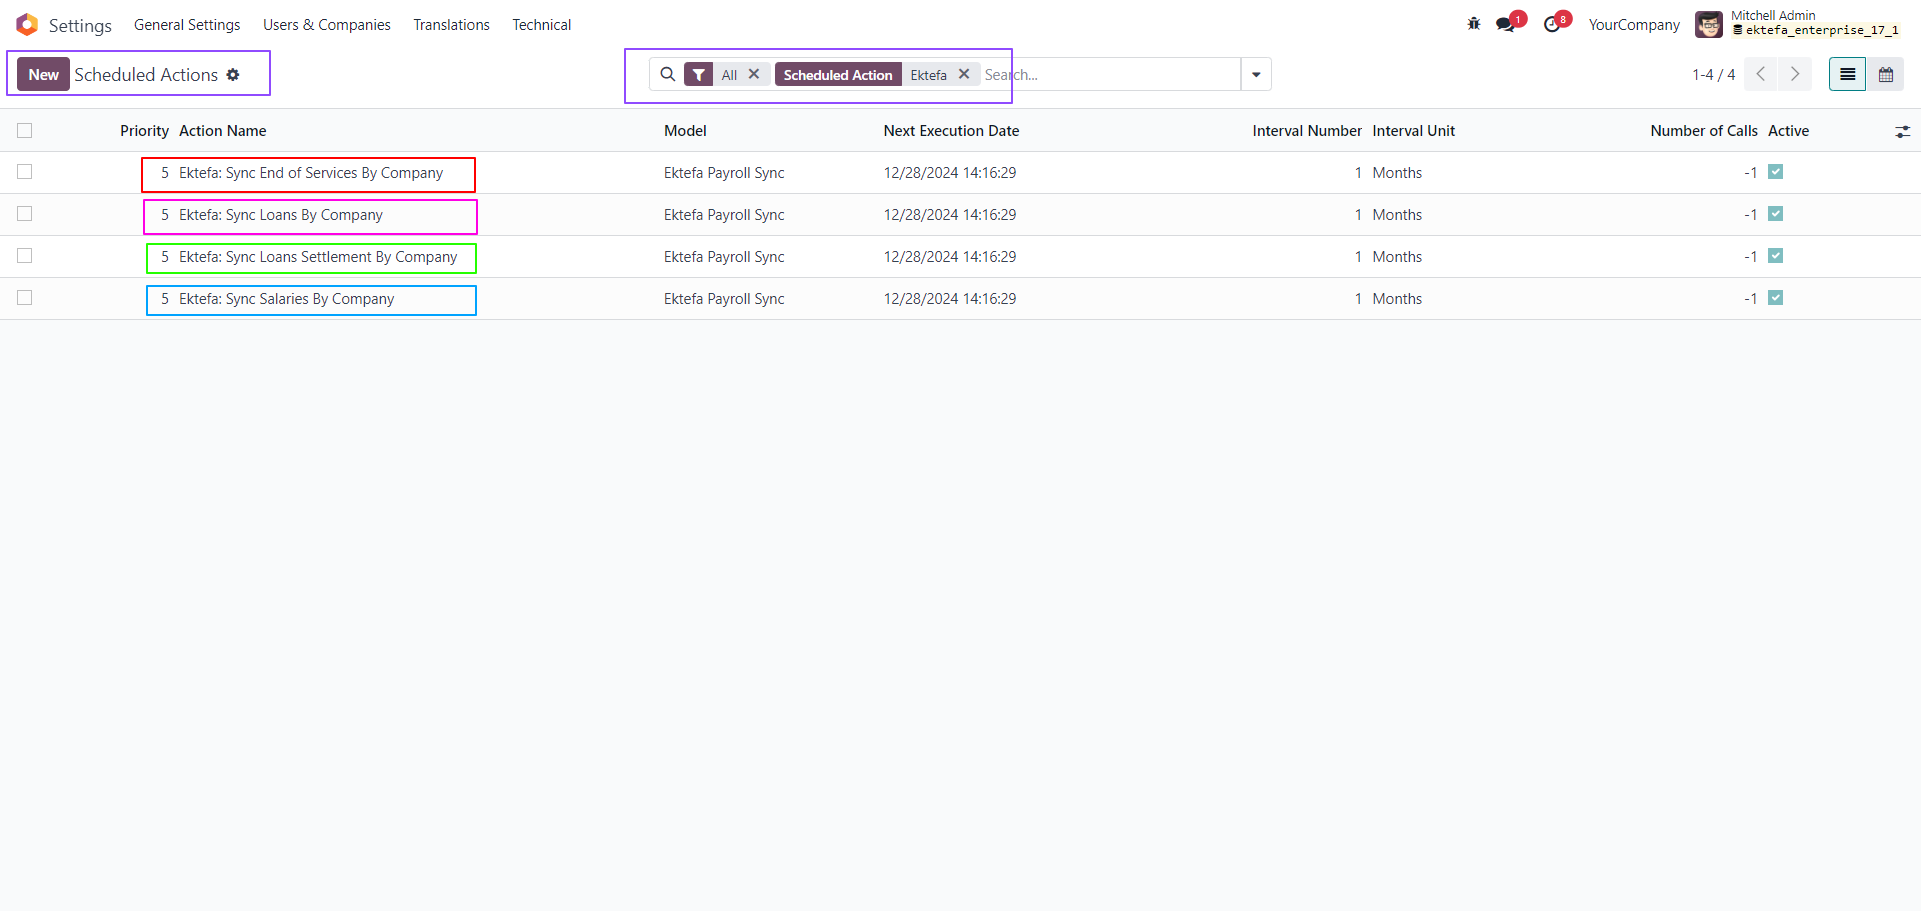 Settings General Settings Users & Companies Translations Technical 1 8 YourCompany Mitchell Admin
ektefa_enterprise_17_1
New Scheduled Actions All Scheduled Action Ektefa Search... 1-4 / 4
Priority Action Name Model Next Execution Date Interval Number Interval Unit Number of Calls Active
5 Ektefa: Sync End of Services By Company Ektefa Payroll Sync 12/28/2024 14:16:29 1 Months -1
5 Ektefa: Sync Loans By Company Ektefa Payroll Sync 12/28/2024 14:16:29 1 Months -1
5 Ektefa: Sync Loans Settlement By Company Ektefa Payroll Sync 12/28/2024 14:16:29 1 Months -1
5 Ektefa: Sync Salaries By Company Ektefa Payroll Sync 12/28/2024 14:16:29 1 Months -1